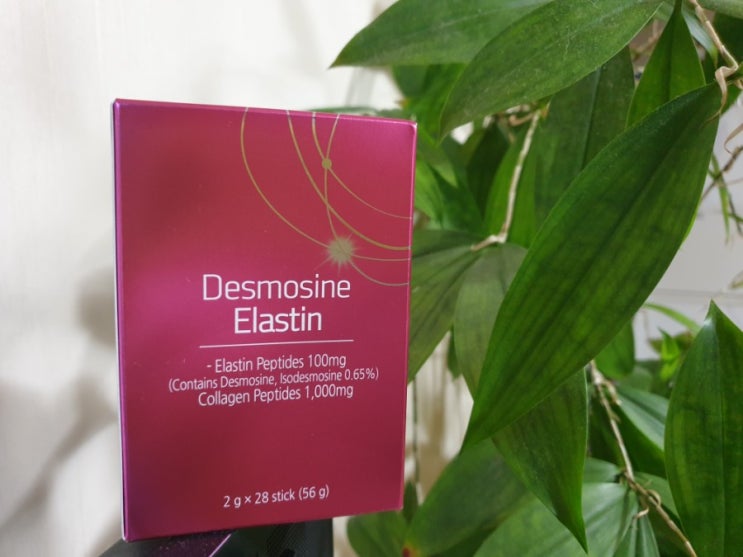 Desmosine
Elastin
- Elastin Peptides 100mg
(Contains Desmosine, Isodesmosine 0.65%)
Collagen Peptides 1,000mg
2 g × 28 stick (56 g)